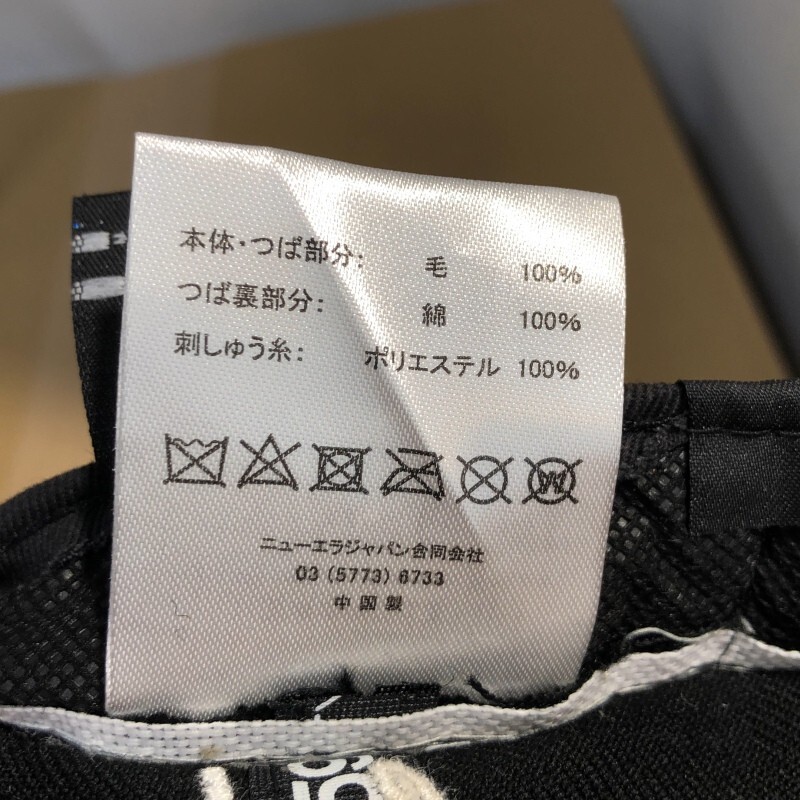 本体・つば部分: 毛 100%
つば裏部分: 綿 100%
刺しゅう糸: ポリエステル 100%
ニューエラジャパン合同会社
03 (5773) 6733
中国製